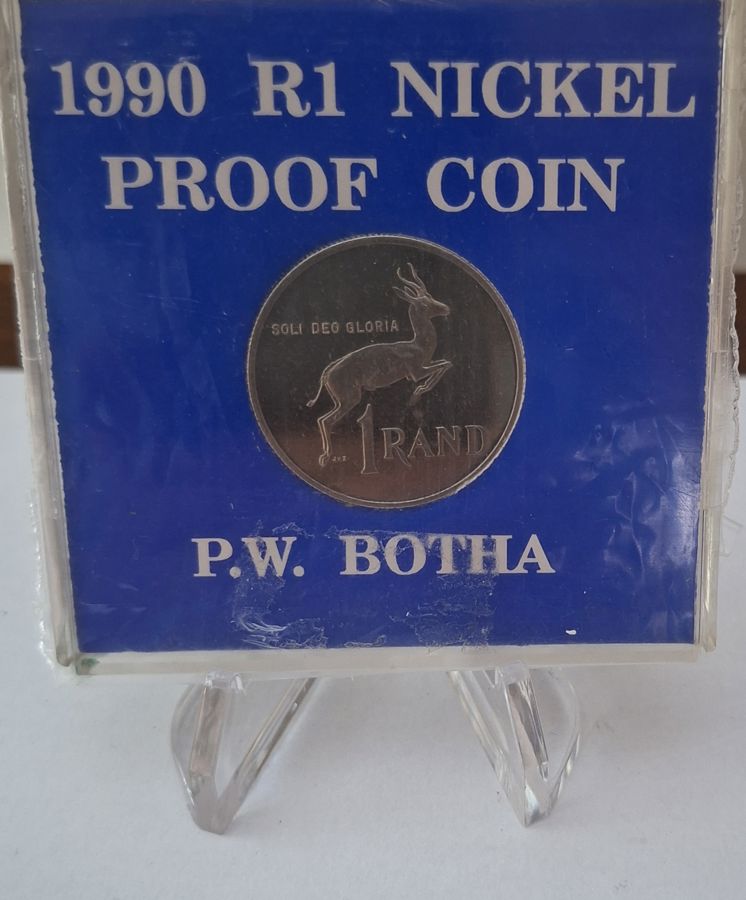 1990 R1 NICKEL
PROOF COIN
SOLI DEO GLORIA
1 RAND
P.W. BOTHA